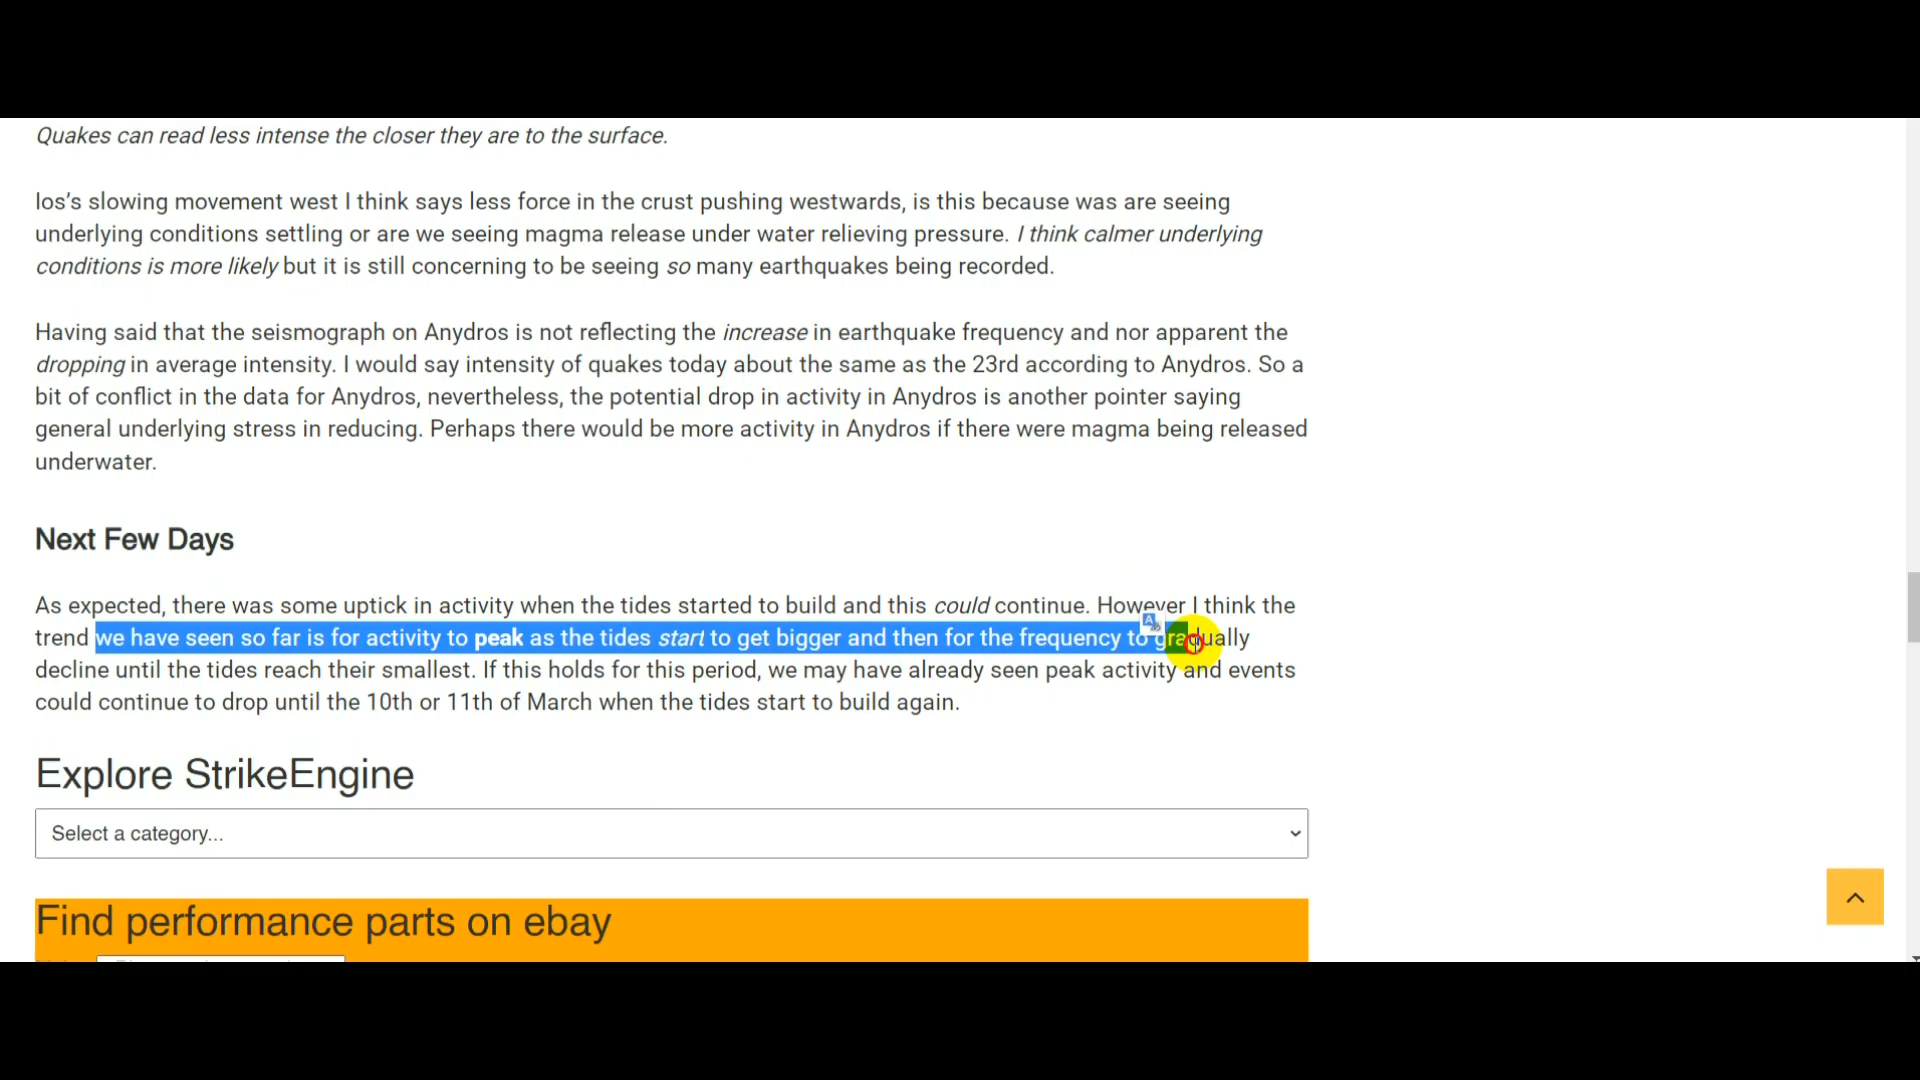 Quakes can read less intense the closer they are to the surface.
Ios’s slowing movement west I think says less force in the crust pushing westwards, is this because was are seeing
underlying conditions settling or are we seeing magma release under water relieving pressure. I think calmer underlying
conditions is more likely but it is still concerning to be seeing so many earthquakes being recorded.
Having said that the seismograph on Anydros is not reflecting the increase in earthquake frequency and nor apparent the
dropping in average intensity. I would say intensity of quakes today about the same as the 23rd according to Anydros. So a
bit of conflict in the data for Anydros, nevertheless, the potential drop in activity in Anydros is another pointer saying
general underlying stress in reducing. Perhaps there would be more activity in Anydros if there were magma being released
underwater.
Next Few Days
As expected, there was some uptick in activity when the tides started to build and this could continue. However I think the
trend we have seen so far is for activity to peak as the tides start to get bigger and then for the frequency to gradually
decline until the tides reach their smallest. If this holds for this period, we may have already seen peak activity and events
could continue to drop until the 10th or 11th of March when the tides start to build again.
Explore StrikeEngine
Select a category...
Find performance parts on ebay